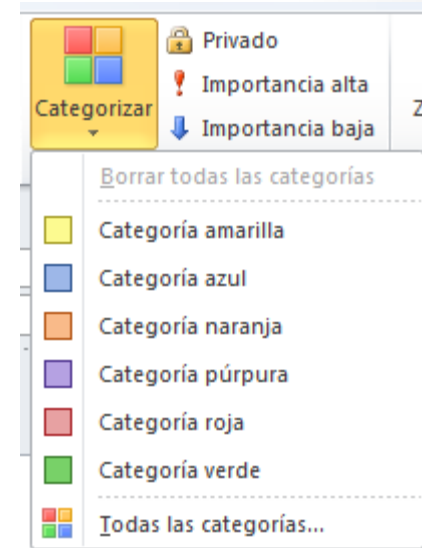 Categorizar
Privado
Importancia alta
Importancia baja
Z
Borrar todas las categorías
Categoría amarilla
Categoría azul
Categoría naranja
Categoría púrpura
Categoría roja
Categoría verde
Todas las categorías...